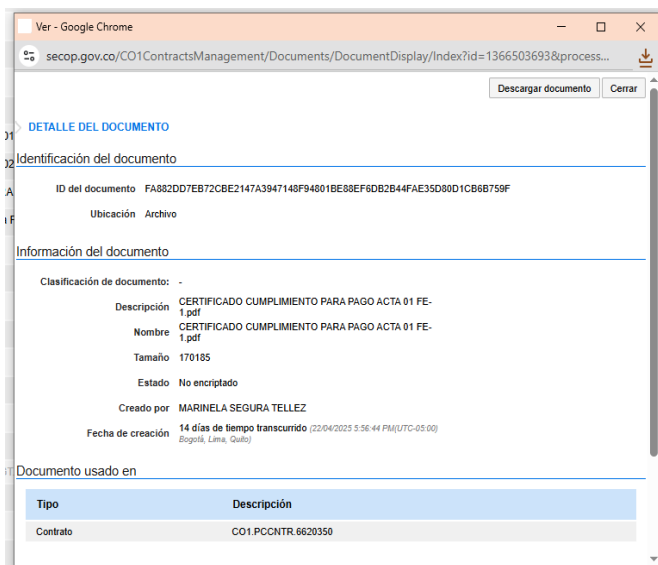 Ver - Google Chrome
secop.gov.co/CO1ContractsManagement/Documents/DocumentDisplay/Index?id=1366503693&process...
Descargar documento
Cerrar
DETALLE DEL DOCUMENTO
Identificación del documento
ID del documento FA882DD7EB72CBE2147A3947148F94801BE88EF6DB2B44FAE35D80D1CB6B759F
Ubicación Archivo
Información del documento
Clasificación de documento: -
Descripción CERTIFICADO CUMPLIMIENTO PARA PAGO ACTA 01 FE-
1.pdf
Nombre CERTIFICADO CUMPLIMIENTO PARA PAGO ACTA 01 FE-
1.pdf
Tamaño 170185
Estado No encriptado
Creado por MARINELA SEGURA TELLEZ
Fecha de creación 14 días de tiempo transcurrido (22/04/2025 5:56:44 PM(UTC-05:00)
Bogotá, Lima, Quito)
Documento usado en
Tipo Descripción
Contrato CO1.PCCNTR.6620350